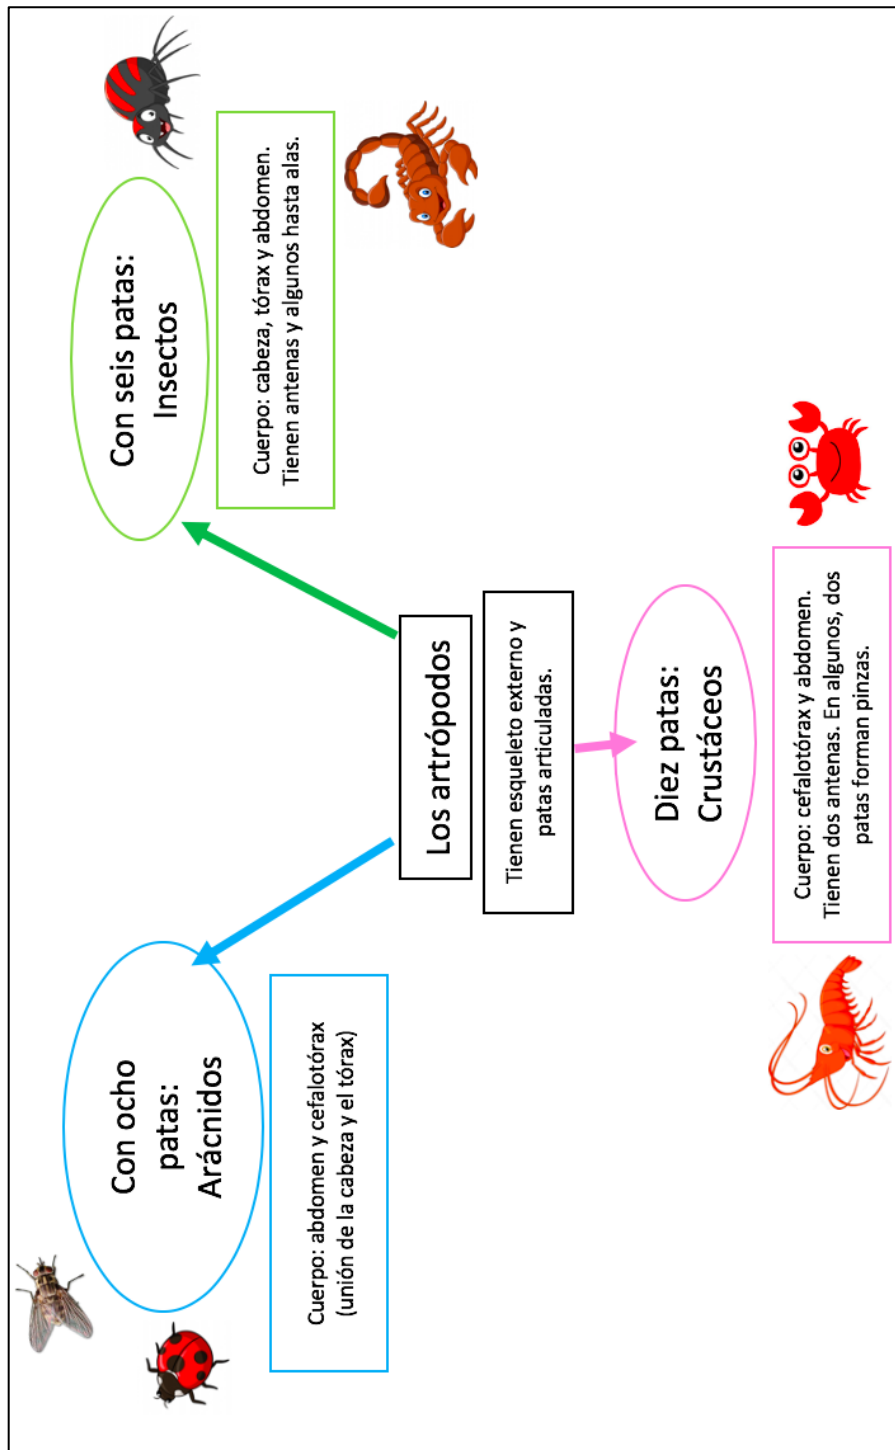 Los artrópodos
Tienen esqueleto externo y
patas articuladas.
Con ocho
patas:
Arácnidos
Cuerpo: abdomen y cefalotórax
(unión de la cabeza y el tórax)
Con seis patas:
Insectos
Cuerpo: cabeza, tórax y abdomen.
Tienen antenas y algunos hasta alas.
Diez patas:
Crustáceos
Cuerpo: cefalotórax y abdomen.
Tienen dos antenas. En algunos, dos
patas forman pinzas.